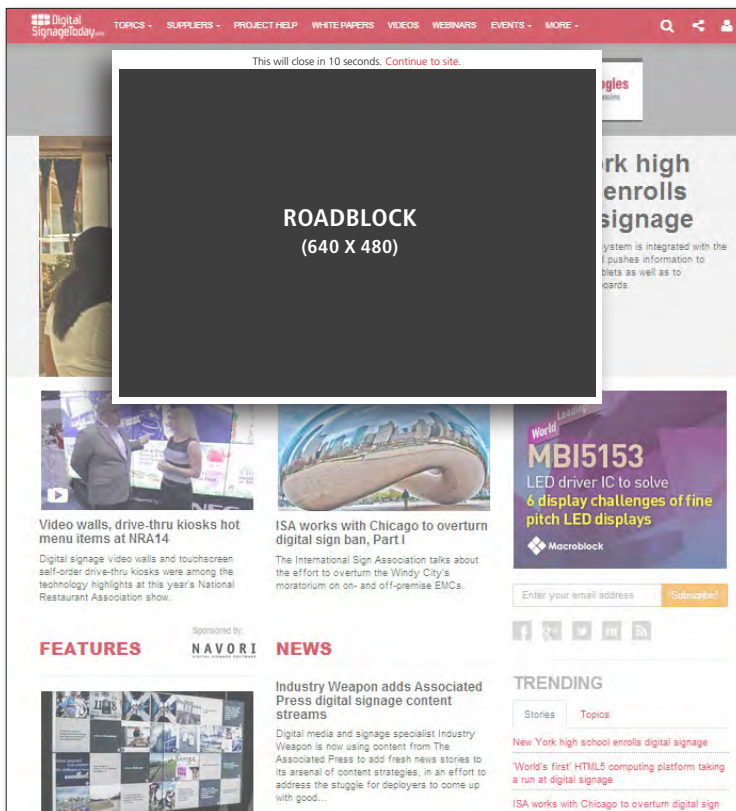 Digital
SignageToday.com
TOPICS
SUPPLIERS
PROJECT HELP
WHITE PAPERS
VIDEOS
WEBINARS
EVENTS
MORE
This will close in 10 seconds. Continue to site.
ROADBLOCK
(640 X 480)
rk high
enrolls
signage
ystem is integrated with the
pushes information to
blets as well as to
oards.
Video walls, drive-thru kiosks hot
menu items at NRA14
Digital signage video walls and touchscreen
self-order drive-thru kiosks were among the
technology highlights at this year's National
Restaurant Association show.
ISA works with Chicago to overturn
digital sign ban, Part I
The International Sign Association talks about
the effort to overturn the Windy City's
moratorium on on- and off-premise EMCs.
World Leading
MBI5153
LED driver IC to solve
6 display challenges of fine
pitch LED displays
Macroblock
Enter your email address
Subscribe!
FEATURES
Sponsored by:
NAVORI
DIGITAL SIGNAGE SOFTWARE
NEWS
Industry Weapon adds Associated
Press digital signage content
streams
Digital media and signage specialist Industry
Weapon is now using content from The
Associated Press to add fresh news stories to
its arsenal of content strategies, in an effort to
address the stuggle for deployers to come up
with good...
TRENDING
Stories
Topics
New York high school enrolls digital signage
'World's first' HTML5 computing platform taking
a run at digital signage
ISA works with Chicago to overturn digital sign